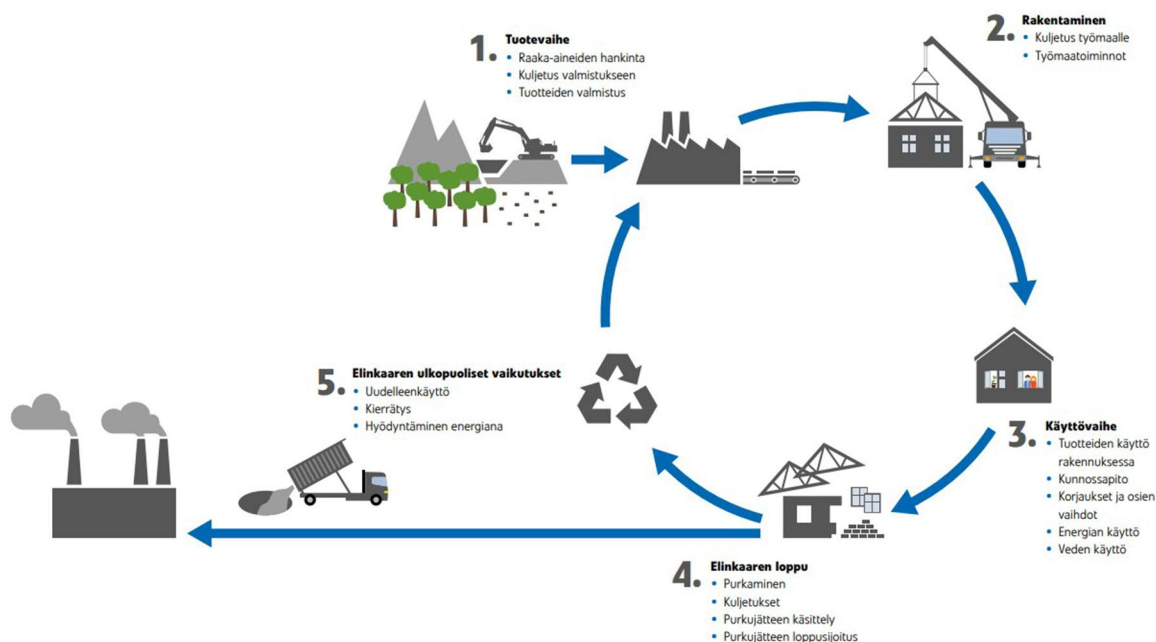 1. Tuotevaihe
• Raaka-aineiden hankinta
• Kuljetus valmistukseen
• Tuotteiden valmistus
2. Rakentaminen
• Kuljetus työmaalle
• Työmaatoiminnot
3. Käyttövaihe
• Tuotteiden käyttö
rakennuksessa
• Kunnossapito
• Korjaukset ja osien
vaihdot
• Energian käyttö
• Veden käyttö
4. Elinkaaren loppu
• Purkaminen
• Kuljetukset
• Purkujätteen käsittely
• Purkujätteen loppusijoitus
5. Elinkaaren ulkopuoliset vaikutukset
• Uudelleenkäyttö
• Kierrätys
• Hyödyntäminen energiana